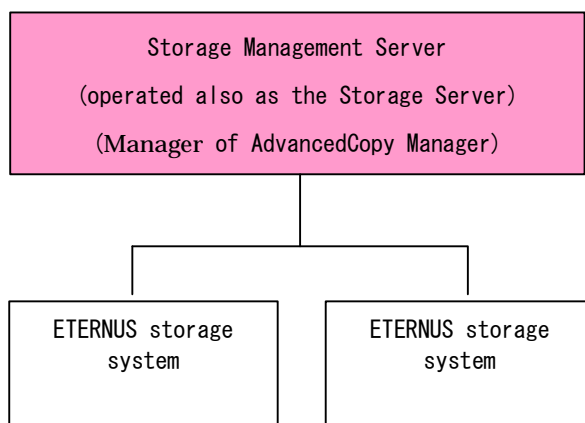 Storage Management Server
(operated also as the Storage Server)
(Manager of AdvancedCopy Manager)
ETERNUS storage
system
ETERNUS storage
system